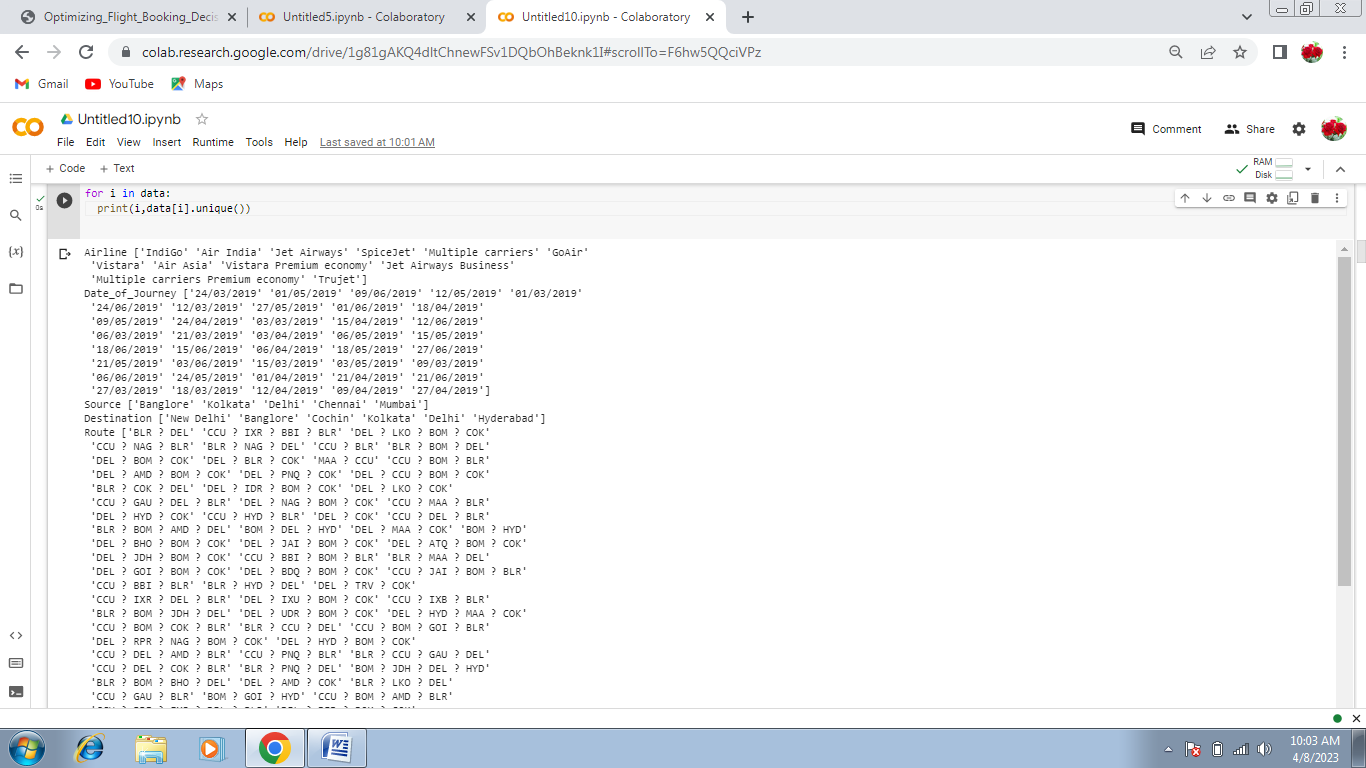 Optimizing_Flight_Booking_Decis
Untitled5.ipynb - Colaboratory
Untitled10.ipynb - Colaboratory
colab.research.google.com/drive/1g81gAKQ4dItChnewFSv1DQbOhBeknk1I#scrollTo=F6hw5QQciVPz
Gmail YouTube Maps
CO Untitled10.ipynb
Comment Share
File Edit View Insert Runtime Tools Help Last saved at 10:01 AM
+ Code + Text
RAM
Disk
0s
for i in data:
print(i,data[i].unique())
Airline ['IndiGo' 'Air India' 'Jet Airways' 'SpiceJet' 'Multiple carriers' 'GoAir'
'Vistara' 'Air Asia' 'Vistara Premium economy' 'Jet Airways Business'
'Multiple carriers Premium economy' 'Trujet']
Date_of_Journey ['24/03/2019' '01/05/2019' '09/06/2019' '12/05/2019' '01/03/2019'
'24/06/2019' '12/03/2019' '27/05/2019' '01/06/2019' '18/04/2019'
'09/05/2019' '24/04/2019' '03/03/2019' '15/04/2019' '12/06/2019'
'06/03/2019' '21/03/2019' '03/04/2019' '06/05/2019' '15/05/2019'
'18/06/2019' '15/06/2019' '06/04/2019' '18/05/2019' '27/06/2019'
'21/05/2019' '03/06/2019' '15/03/2019' '03/05/2019' '09/03/2019'
'06/06/2019' '24/05/2019' '01/04/2019' '21/04/2019' '21/06/2019'
'27/03/2019' '18/03/2019' '12/04/2019' '09/04/2019' '27/04/2019']
Source ['Banglore' 'Kolkata' 'Delhi' 'Chennai' 'Mumbai']
Destination ['New Delhi' 'Banglore' 'Cochin' 'Kolkata' 'Delhi' 'Hyderabad']
Route ['BLR ? DEL' 'CCU ? IXR ? BBI ? BLR' 'DEL ? LKO ? BOM ? COK'
'CCU ? NAG ? BLR' 'BLR ? NAG ? DEL' 'CCU ? BLR' 'BLR ? BOM ? DEL'
'DEL ? BOM ? COK' 'DEL ? BLR ? COK' 'MAA ? CCU' 'CCU ? BOM ? BLR'
'DEL ? AMD ? BOM ? COK' 'DEL ? PNQ ? COK' 'DEL ? CCU ? BOM ? COK'
'BLR ? COK ? DEL' 'DEL ? IDR ? BOM ? COK' 'DEL ? LKO ? COK'
'CCU ? GAU ? DEL ? BLR' 'DEL ? NAG ? BOM ? COK' 'CCU ? MAA ? BLR'
'DEL ? HYD ? COK' 'CCU ? HYD ? BLR' 'DEL ? COK' 'CCU ? DEL ? BLR'
'BLR ? BOM ? AMD ? DEL' 'BOM ? DEL ? HYD' 'DEL ? MAA ? COK' 'BOM ? HYD'
'DEL ? BHO ? BOM ? COK' 'DEL ? JAI ? BOM ? COK' 'DEL ? ATQ ? BOM ? COK'
'DEL ? JDH ? BOM ? COK' 'CCU ? BBI ? BOM ? BLR' 'BLR ? MAA ? DEL'
'DEL ? GOI ? BOM ? COK' 'DEL ? BDQ ? BOM ? COK' 'CCU ? JAI ? BOM ? BLR'
'CCU ? BBI ? BLR' 'BLR ? HYD ? DEL' 'DEL ? TRV ? COK'
'CCU ? IXR ? DEL ? BLR' 'DEL ? IXU ? BOM ? COK' 'CCU ? IXB ? BLR'
'BLR ? BOM ? JDH ? DEL' 'DEL ? UDR ? BOM ? COK' 'DEL ? HYD ? MAA ? COK'
'CCU ? BOM ? COK ? BLR' 'BLR ? CCU ? DEL' 'CCU ? BOM ? GOI ? BLR'
'DEL ? RPR ? NAG ? BOM ? COK' 'DEL ? HYD ? BOM ? COK'
'CCU ? DEL ? AMD ? BLR' 'CCU ? PNQ ? BLR' 'BLR ? CCU ? GAU ? DEL'
'CCU ? DEL ? COK ? BLR' 'BLR ? PNQ ? DEL' 'BOM ? JDH ? DEL ? HYD'
'BLR ? BOM ? BHO ? DEL' 'DEL ? AMD ? COK' 'BLR ? LKO ? DEL'
'CCU ? GAU ? BLR' 'BOM ? GOI ? HYD' 'CCU ? BOM ? AMD ? BLR'
10:03 AM
4/8/2023